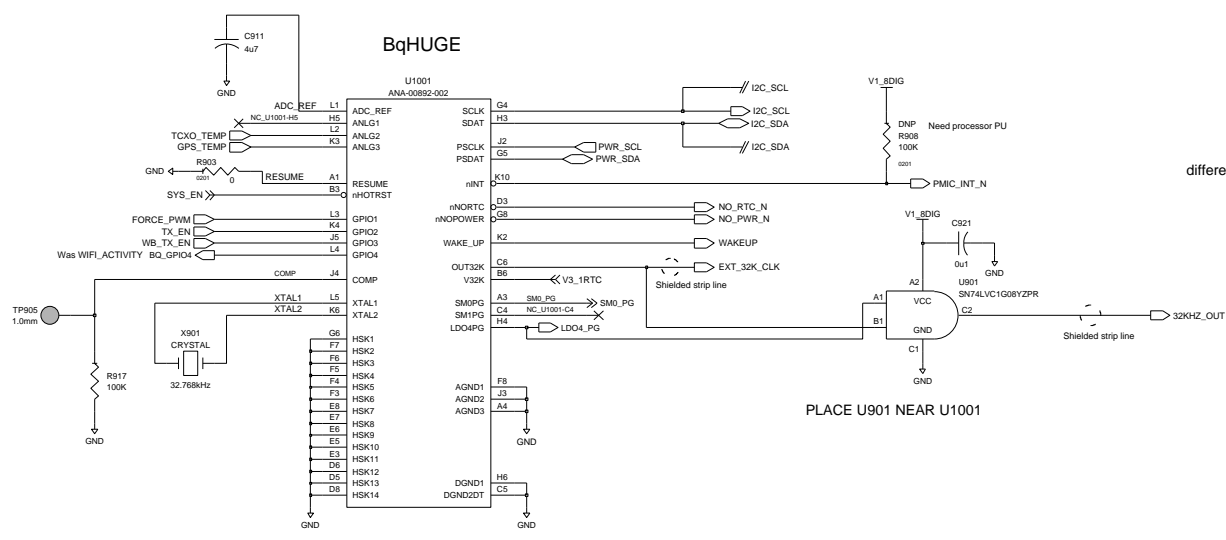 C911
4u7
GND
BqHUGE
U1001
ANA-00892-002
ADC_REF L1 ADC_REF
NC_U1001-H5 H5 ANLG1
TCXO_TEMP L2 ANLG2
GPS_TEMP K3 ANLG3
R903
GND 0201 0 RESUME A1 RESUME
SYS_EN B3 nHOTRST
FORCE_PWM L3 GPIO1
TX_EN K4 GPIO2
WB_TX_EN J5 GPIO3
Was WIFI_ACTIVITY BQ_GPIO4 L4 GPIO4
COMP J4 COMP
XTAL1 L5 XTAL1
XTAL2 K6 XTAL2
TP905
1.0mm
X901
CRYSTAL
32.768kHz
R917
100K
GND
G6 HSK1
F7 HSK2
F6 HSK3
F5 HSK4
F4 HSK5
F3 HSK6
E8 HSK7
E7 HSK8
E6 HSK9
E5 HSK10
E3 HSK11
D6 HSK12
D5 HSK13
D8 HSK14
GND
I2C_SCL
SCLK G4 I2C_SCL
SDAT H3 I2C_SDA
I2C_SDA
PSCLK J2 PWR_SCL
PSDAT G5 PWR_SDA
nINT K10 PMIC_INT_N
nNORTC D3 NO_RTC_N
nNOPOWER G8 NO_PWR_N
WAKE_UP K2 WAKEUP
OUT32K C6 EXT_32K_CLK
Shielded strip line
V32K B6 V3_1RTC
SM0PG A3 SM0_PG SM0_PG
SM1PG C4 NC_U1001-C4
LDO4PG H4 LDO4_PG
AGND1 F8
AGND2 J3
AGND3 A4
GND
DGND1 H6
DGND2DT C5
GND
V1_8DIG
DNP
R908
100K
0201
Need processor PU
differe
V1_8DIG
C921
0u1
GND
U901
SN74LVC1G08YZPR
A2
VCC
A1
B1
C2
GND
C1
GND
Shielded strip line
32KHZ_OUT
PLACE U901 NEAR U1001